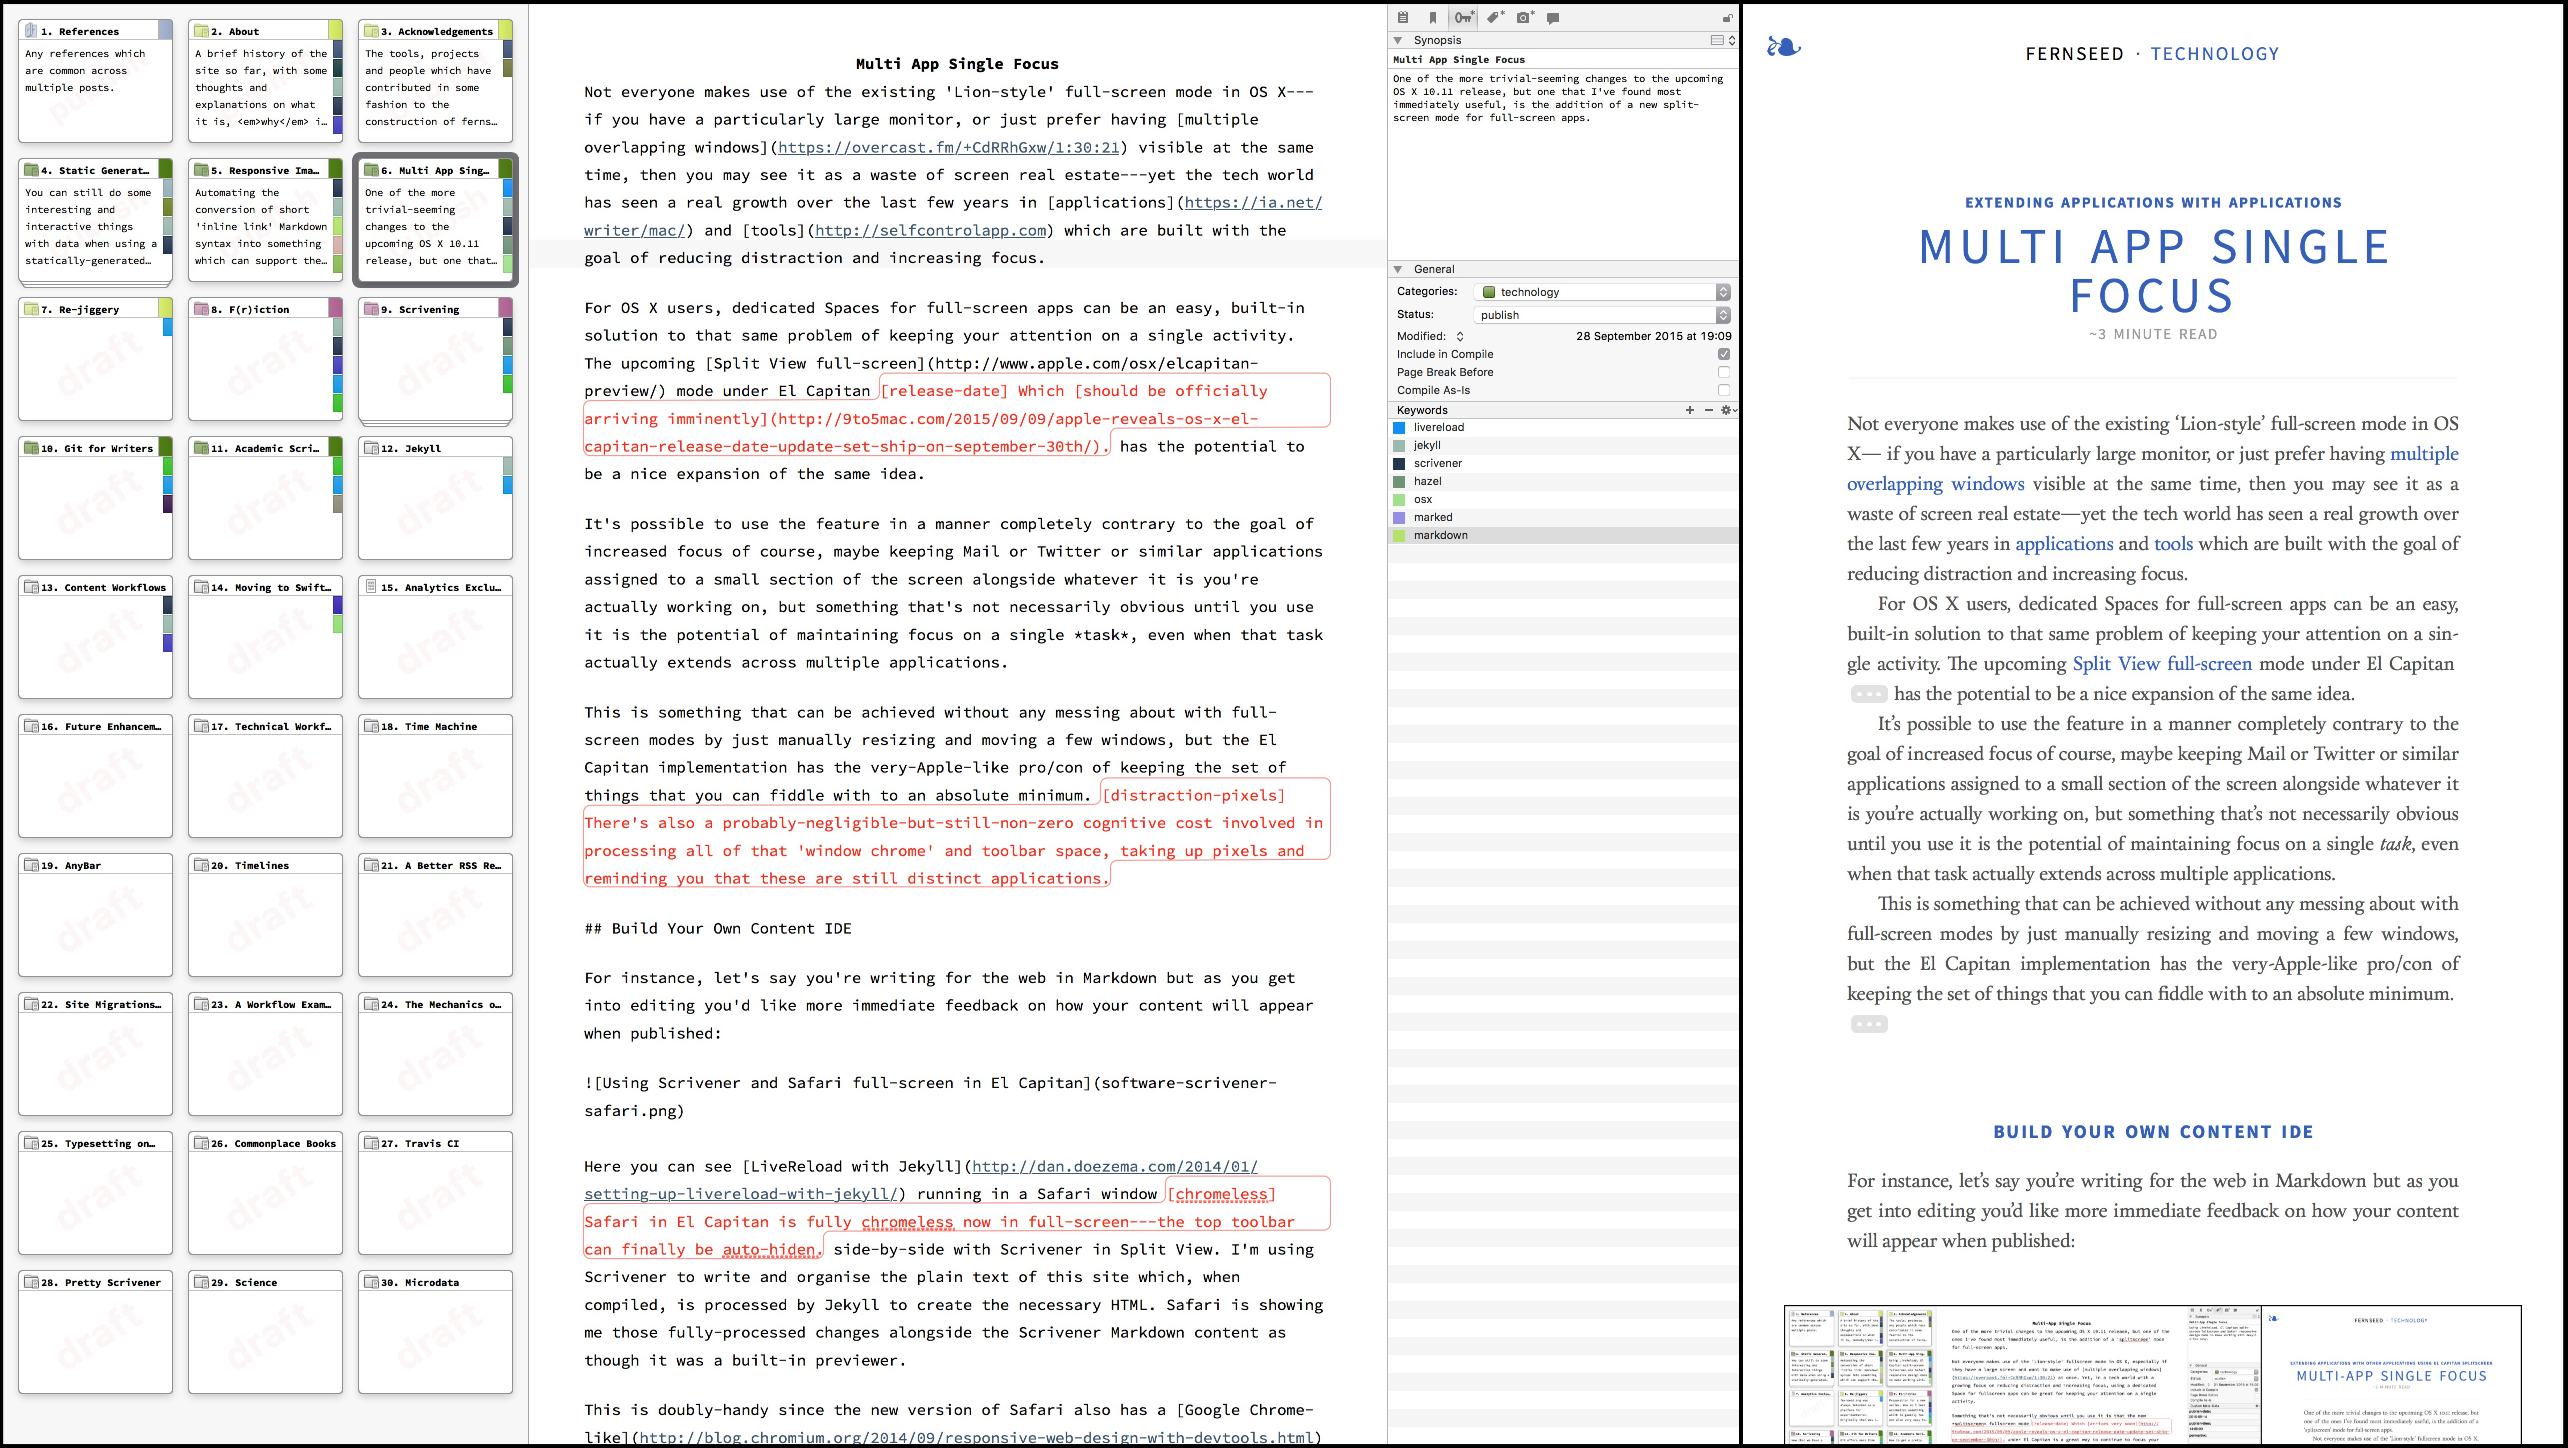 1. References
Any references which
are common across
multiple posts.
2. About
A brief history of the
site so far, with some
thoughts and
explanations on what
it is, <em>why</em> i…
3. Acknowledgements
The tools, projects
and people which have
contributed in some
fashion to the
construction of ferns…
4. Static Generat…
You can still do some
interesting and
interactive things
with data when using a
statically-generated…
5. Responsive Ima…
Automating the
conversion of short
'inline link' Markdown
syntax into something
which can support the…
6. Multi App Sing…
One of the more
trivial-seeming
changes to the
upcoming OS X 10.11
release, but one that…
7. Re-jiggery
draft
8. F(r)iction
draft
9. Scrivening
draft
10. Git for Writers
draft
11. Academic Scri…
draft
12. Jekyll
draft
13. Content Workflows
draft
14. Moving to Swift…
draft
15. Analytics Exclu…
draft
16. Future Enhancem…
draft
17. Technical Workf…
draft
18. Time Machine
draft
19. AnyBar
draft
20. Timelines
draft
21. A Better RSS Re…
draft
22. Site Migrations…
draft
23. A Workflow Exam…
draft
24. The Mechanics o…
draft
25. Typesetting on…
draft
26. Commonplace Books
draft
27. Travis CI
draft
28. Pretty Scrivener
draft
29. Science
draft
30. Microdata
draft
Multi App Single Focus
Not everyone makes use of the existing 'Lion-style' full-screen mode in OS X---
if you have a particularly large monitor, or just prefer having [multiple
overlapping windows](https://overcast.fm/+CdRRhGxw/1:30:21) visible at the same
time, then you may see it as a waste of screen real estate---yet the tech world
has seen a real growth over the last few years in [applications](https://ia.net/
writer/mac/) and [tools](http://selfcontrolapp.com) which are built with the
goal of reducing distraction and increasing focus.
For OS X users, dedicated Spaces for full-screen apps can be an easy, built-in
solution to that same problem of keeping your attention on a single activity.
The upcoming [Split View full-screen](http://www.apple.com/osx/elcapitan-
preview/) mode under El Capitan [release-date] Which [should be officially
arriving imminently](http://9to5mac.com/2015/09/09/apple-reveals-os-x-el-
capitan-release-date-update-set-ship-on-september-30th/). has the potential to
be a nice expansion of the same idea.
It's possible to use the feature in a manner completely contrary to the goal of
increased focus of course, maybe keeping Mail or Twitter or similar applications
assigned to a small section of the screen alongside whatever it is you're
actually working on, but something that's not necessarily obvious until you use
it is the potential of maintaining focus on a single *task*, even when that task
actually extends across multiple applications.
This is something that can be achieved without any messing about with full-
screen modes by just manually resizing and moving a few windows, but the El
Capitan implementation has the very-Apple-like pro/con of keeping the set of
things that you can fiddle with to an absolute minimum. [distraction-pixels]
There's also a probably-negligible-but-still-non-zero cognitive cost involved in
processing all of that 'window chrome' and toolbar space, taking up pixels and
reminding you that these are still distinct applications.
## Build Your Own Content IDE
For instance, let's say you're writing for the web in Markdown but as you get
into editing you'd like more immediate feedback on how your content will appear
when published:
![Using Scrivener and Safari full-screen in El Capitan](software-scrivener-
safari.png)
Here you can see [LiveReload with Jekyll](http://dan.doezema.com/2014/01/
setting-up-livereload-with-jekyll/) running in a Safari window [chromeless]
Safari in El Capitan is fully chromeless now in full-screen---the top toolbar
can finally be auto-hiden. side-by-side with Scrivener in Split View. I'm using
Scrivener to write and organise the plain text of this site which, when
compiled, is processed by Jekyll to create the necessary HTML. Safari is showing
me those fully-processed changes alongside the Scrivener Markdown content as
though it was a built-in previewer.
This is doubly-handy since the new version of Safari also has a [Google Chrome-
like](http://blog.chromium.org/2014/09/responsive-web-design-with-devtools.html)
Synopsis
Multi App Single Focus
One of the more trivial-seeming changes to the upcoming
OS X 10.11 release, but one that I've found most
immediately useful, is the addition of a new split-
screen mode for full-screen apps.
General
Categories: technology
Status: publish
Modified: 28 September 2015 at 19:09
Include in Compile
Page Break Before
Compile As-Is
Keywords
livereload
jekyll
scrivener
hazel
osx
marked
markdown
FERNSEED · TECHNOLOGY
EXTENDING APPLICATIONS WITH APPLICATIONS
MULTI APP SINGLE
FOCUS
~3 MINUTE READ
Not everyone makes use of the existing ‘Lion-style’ full-screen mode in OS
X— if you have a particularly large monitor, or just prefer having multiple
overlapping windows visible at the same time, then you may see it as a
waste of screen real estate—yet the tech world has seen a real growth over
the last few years in applications and tools which are built with the goal of
reducing distraction and increasing focus.
For OS X users, dedicated Spaces for full-screen apps can be an easy,
built-in solution to that same problem of keeping your attention on a sin-
gle activity. The upcoming Split View full-screen mode under El Capitan
••• has the potential to be a nice expansion of the same idea.
It’s possible to use the feature in a manner completely contrary to the
goal of increased focus of course, maybe keeping Mail or Twitter or similar
applications assigned to a small section of the screen alongside whatever it
is you’re actually working on, but something that’s not necessarily obvious
until you use it is the potential of maintaining focus on a single task, even
when that task actually extends across multiple applications.
This is something that can be achieved without any messing about with
full-screen modes by just manually resizing and moving a few windows,
but the El Capitan implementation has the very-Apple-like pro/con of
keeping the set of things that you can fiddle with to an absolute minimum.
•••
BUILD YOUR OWN CONTENT IDE
For instance, let’s say you’re writing for the web in Markdown but as you
get into editing you’d like more immediate feedback on how your content
will appear when published:
Multi-App Single Focus
FERNSEED · TECHNOLOGY
EXTENDING APPLICATIONS WITH OTHER APPLICATIONS USING EL CAPITAN SPLITSCREEN
MULTI-APP SINGLE FOCUS